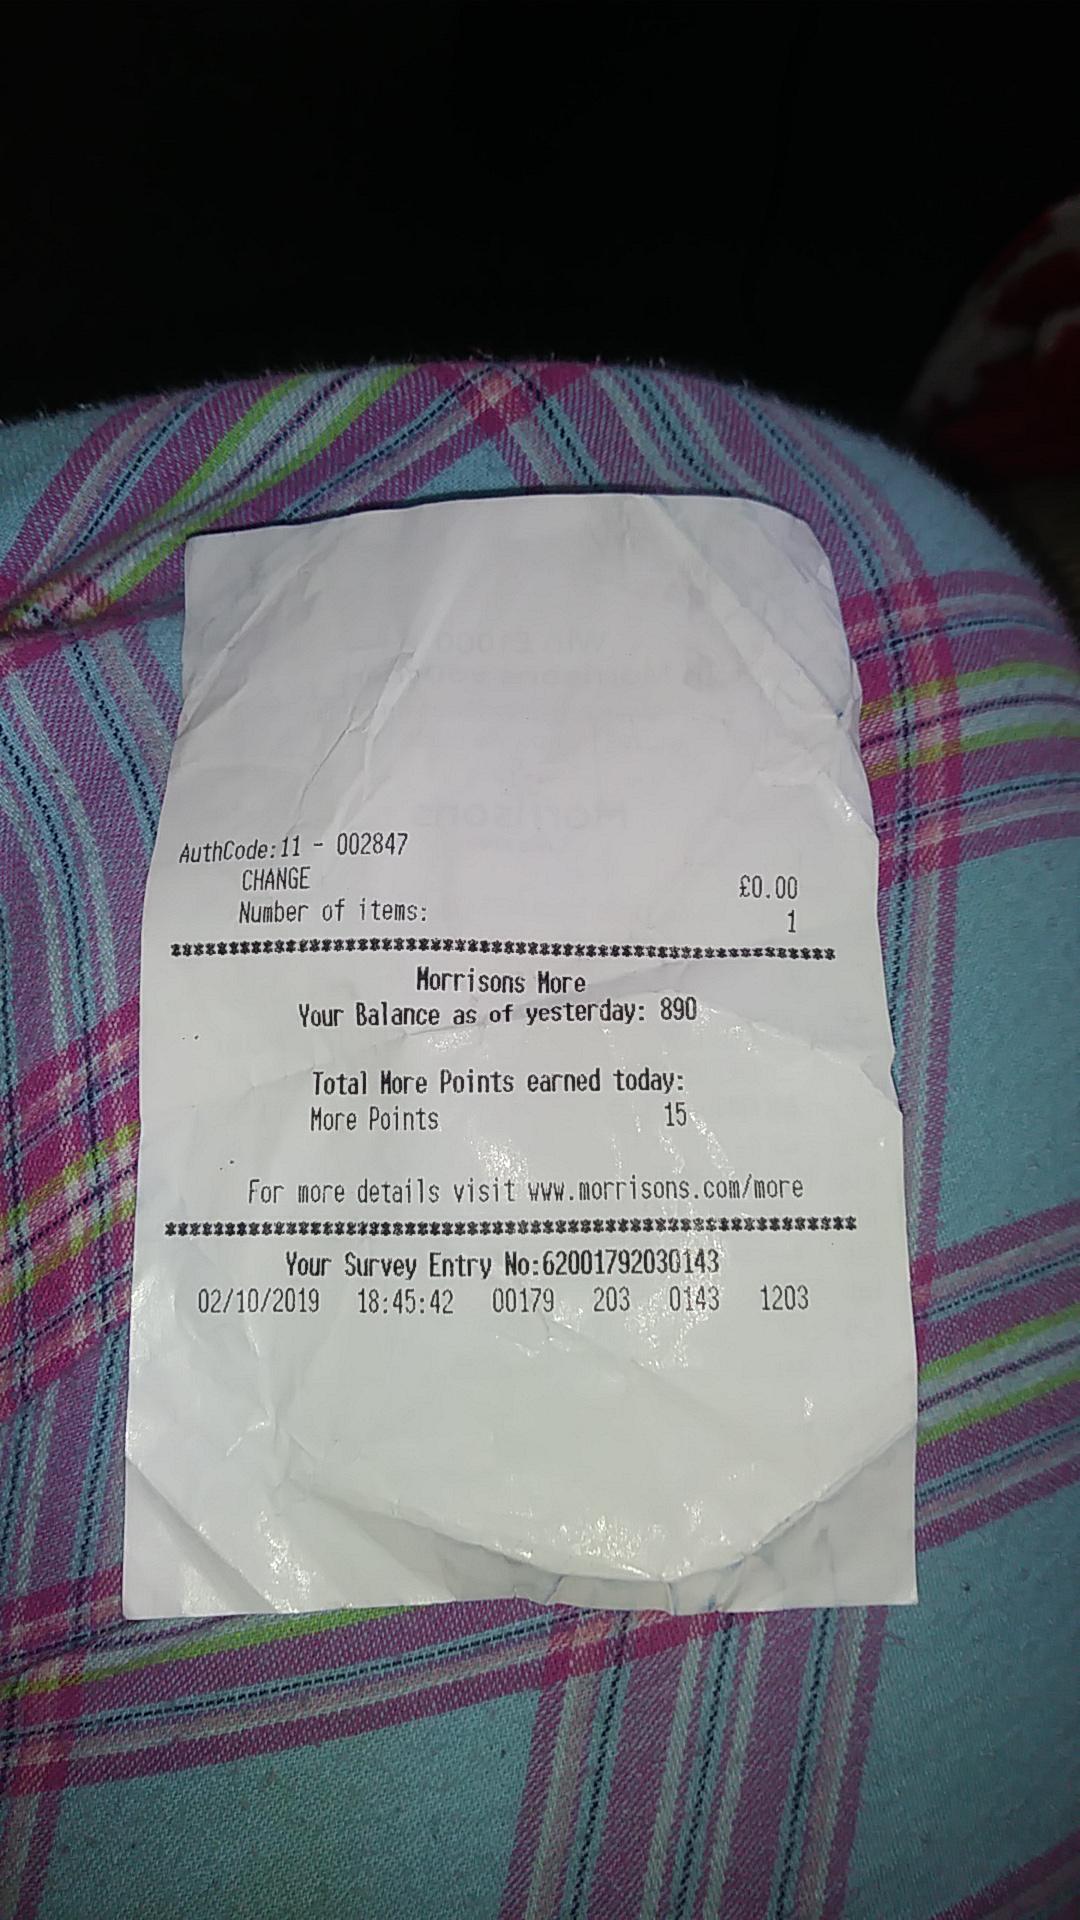 AuthCode:11 - 002847
CHANGE £0.00
Number of items: 1
*********************************************************
Morrisons More
Your Balance as of yesterday: 890
Total More Points earned today:
More Points 15
For more details visit www.morrisons.com/more
*********************************************************
Your Survey Entry No:62001792030143
02/10/2019 18:45:42 00179 203 0143 1203